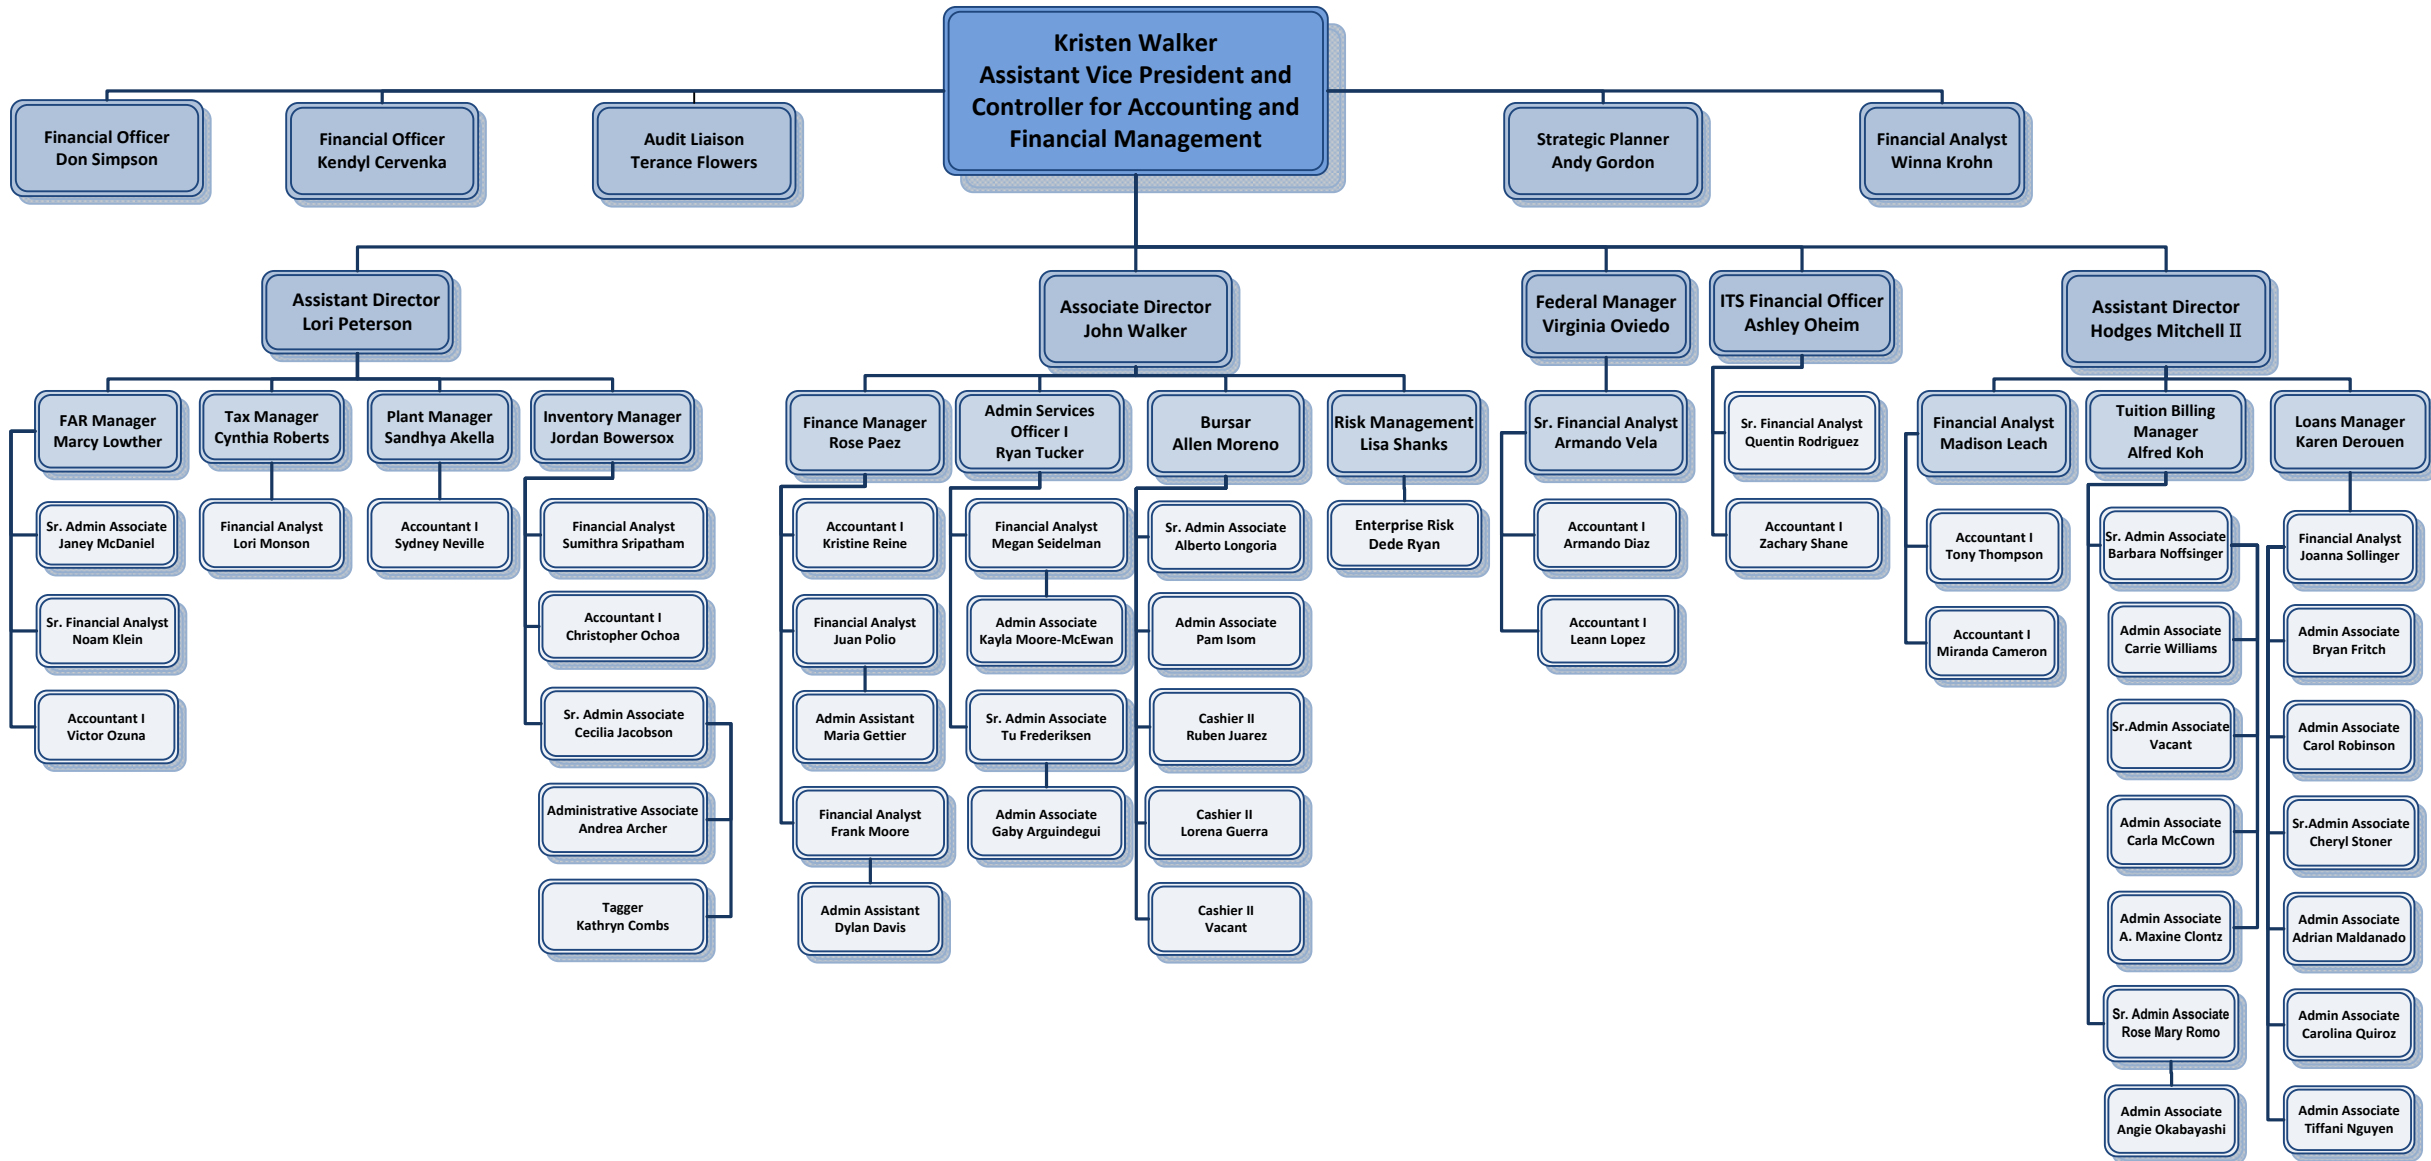 Kristen Walker
Assistant Vice President and
Controller for Accounting and
Financial Management
Financial Officer
Don Simpson
Financial Officer
Kendyl Cervenka
Audit Liaison
Terance Flowers
Strategic Planner
Andy Gordon
Financial Analyst
Winna Krohn
Assistant Director
Lori Peterson
Associate Director
John Walker
Federal Manager
Virginia Oviedo
ITS Financial Officer
Ashley Oheim
Assistant Director
Hodges Mitchell II
FAR Manager
Marcy Lowther
Tax Manager
Cynthia Roberts
Plant Manager
Sandhya Akella
Inventory Manager
Jordan Bowersox
Finance Manager
Rose Paez
Admin Services
Officer I
Ryan Tucker
Bursar
Allen Moreno
Risk Management
Lisa Shanks
Sr. Financial Analyst
Armando Vela
Sr. Financial Analyst
Quentin Rodriguez
Financial Analyst
Madison Leach
Tuition Billing
Manager
Alfred Koh
Loans Manager
Karen Derouen
Sr. Admin Associate
Janey McDaniel
Financial Analyst
Lori Monson
Accountant I
Sydney Neville
Financial Analyst
Sumithra Sripatham
Accountant I
Kristine Reine
Financial Analyst
Megan Seidelman
Sr. Admin Associate
Alberto Longoria
Enterprise Risk
Dede Ryan
Accountant I
Armando Diaz
Accountant I
Zachary Shane
Accountant I
Tony Thompson
Sr. Admin Associate
Barbara Noffsinger
Financial Analyst
Joanna Sollinger
Sr. Financial Analyst
Noam Klein
Accountant I
Christopher Ochoa
Financial Analyst
Juan Polio
Admin Associate
Kayla Moore-McEwan
Admin Associate
Pam Isom
Accountant I
Leann Lopez
Accountant I
Miranda Cameron
Admin Associate
Carrie Williams
Admin Associate
Bryan Fritch
Accountant I
Victor Ozuna
Sr. Admin Associate
Cecilia Jacobson
Admin Assistant
Maria Gettier
Sr. Admin Associate
Tu Frederiksen
Cashier II
Ruben Juarez
Sr.Admin Associate
Vacant
Admin Associate
Carol Robinson
Administrative Associate
Andrea Archer
Financial Analyst
Frank Moore
Admin Associate
Gaby Arguindegui
Cashier II
Lorena Guerra
Admin Associate
Carla McCown
Sr.Admin Associate
Cheryl Stoner
Tagger
Kathryn Combs
Admin Assistant
Dylan Davis
Cashier II
Vacant
Admin Associate
A. Maxine Clontz
Admin Associate
Adrian Maldanado
Sr. Admin Associate
Rose Mary Romo
Admin Associate
Carolina Quiroz
Admin Associate
Angie Okabayashi
Admin Associate
Tiffani Nguyen